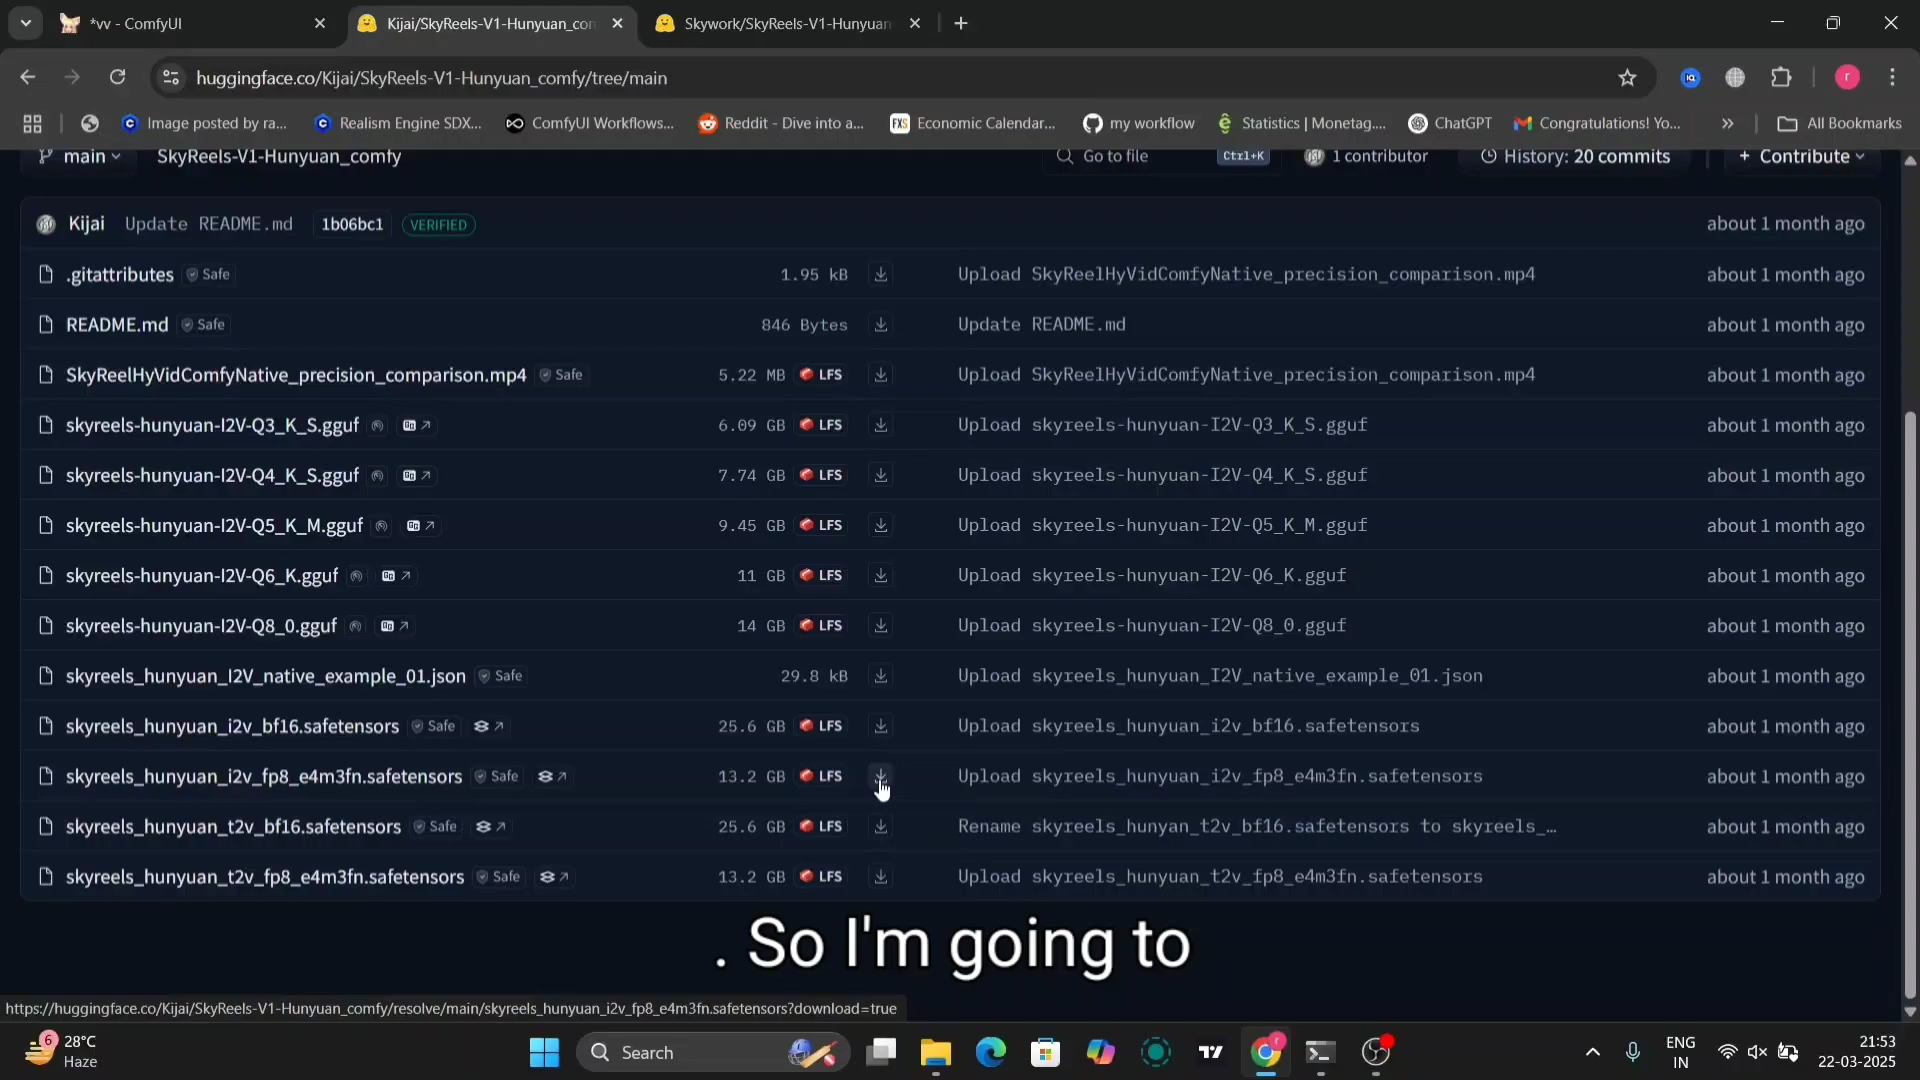 *vv - ComfyUI
Kijai/SkyReels-V1-Hunyuan_con
Skywork/SkyReels-V1-Hunyuan
huggingface.co/Kijai/SkyReels-V1-Hunyuan_comfy/tree/main
Image posted by ra...
Realism Engine SDX...
ComfyUI Workflows...
Reddit - Dive into a...
FXS Economic Calendar...
my workflow
Statistics | Monetag....
ChatGPT
Congratulations! Yo...
All Bookmarks
main SkyReels-V1-Hunyuan_comfy Go to file Ctrl+K 1 contributor History: 20 commits + Contribute
Kijai Update README.md 1b06bc1 VERIFIED about 1 month ago
.gitattributes Safe 1.95 kB Upload SkyReelHyVidComfyNative_precision_comparison.mp4 about 1 month ago
README.md Safe 846 Bytes Update README.md about 1 month ago
SkyReelHyVidComfyNative_precision_comparison.mp4 Safe 5.22 MB LFS Upload SkyReelHyVidComfyNative_precision_comparison.mp4 about 1 month ago
skyreels-hunyuan-I2V-Q3_K_S.gguf 6.09 GB LFS Upload skyreels-hunyuan-I2V-Q3_K_S.gguf about 1 month ago
skyreels-hunyuan-I2V-Q4_K_S.gguf 7.74 GB LFS Upload skyreels-hunyuan-I2V-Q4_K_S.gguf about 1 month ago
skyreels-hunyuan-I2V-Q5_K_M.gguf 9.45 GB LFS Upload skyreels-hunyuan-I2V-Q5_K_M.gguf about 1 month ago
skyreels-hunyuan-I2V-Q6_K.gguf 11 GB LFS Upload skyreels-hunyuan-I2V-Q6_K.gguf about 1 month ago
skyreels-hunyuan-I2V-Q8_0.gguf 14 GB LFS Upload skyreels-hunyuan-I2V-Q8_0.gguf about 1 month ago
skyreels_hunyuan_I2V_native_example_01.json Safe 29.8 kB Upload skyreels_hunyuan_I2V_native_example_01.json about 1 month ago
skyreels_hunyuan_i2v_bf16.safetensors Safe 25.6 GB LFS Upload skyreels_hunyuan_i2v_bf16.safetensors about 1 month ago
skyreels_hunyuan_i2v_fp8_e4m3fn.safetensors Safe 13.2 GB LFS Upload skyreels_hunyuan_i2v_fp8_e4m3fn.safetensors about 1 month ago
skyreels_hunyuan_t2v_bf16.safetensors Safe 25.6 GB LFS Rename skyreels_hunyan_t2v_bf16.safetensors to skyreels_... about 1 month ago
skyreels_hunyuan_t2v_fp8_e4m3fn.safetensors Safe 13.2 GB LFS Upload skyreels_hunyuan_t2v_fp8_e4m3fn.safetensors about 1 month ago
. So I'm going to
https://huggingface.co/Kijai/SkyReels-V1-Hunyuan_comfy/resolve/main/skyreels_hunyuan_i2v_fp8_e4m3fn.safetensors?download=true
6 28°C
Haze
Search
ENG
IN
21:53
22-03-2025